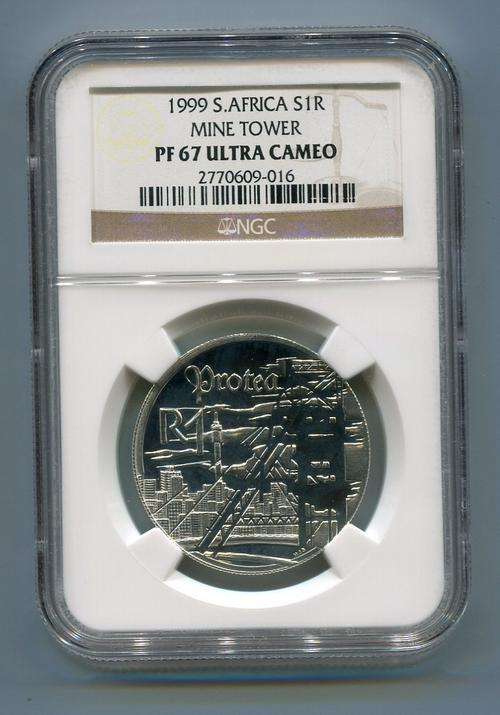 1999 S.AFRICA S1R
MINE TOWER
PF 67 ULTRA CAMEO
2770609-016
NGC
Protea
R1